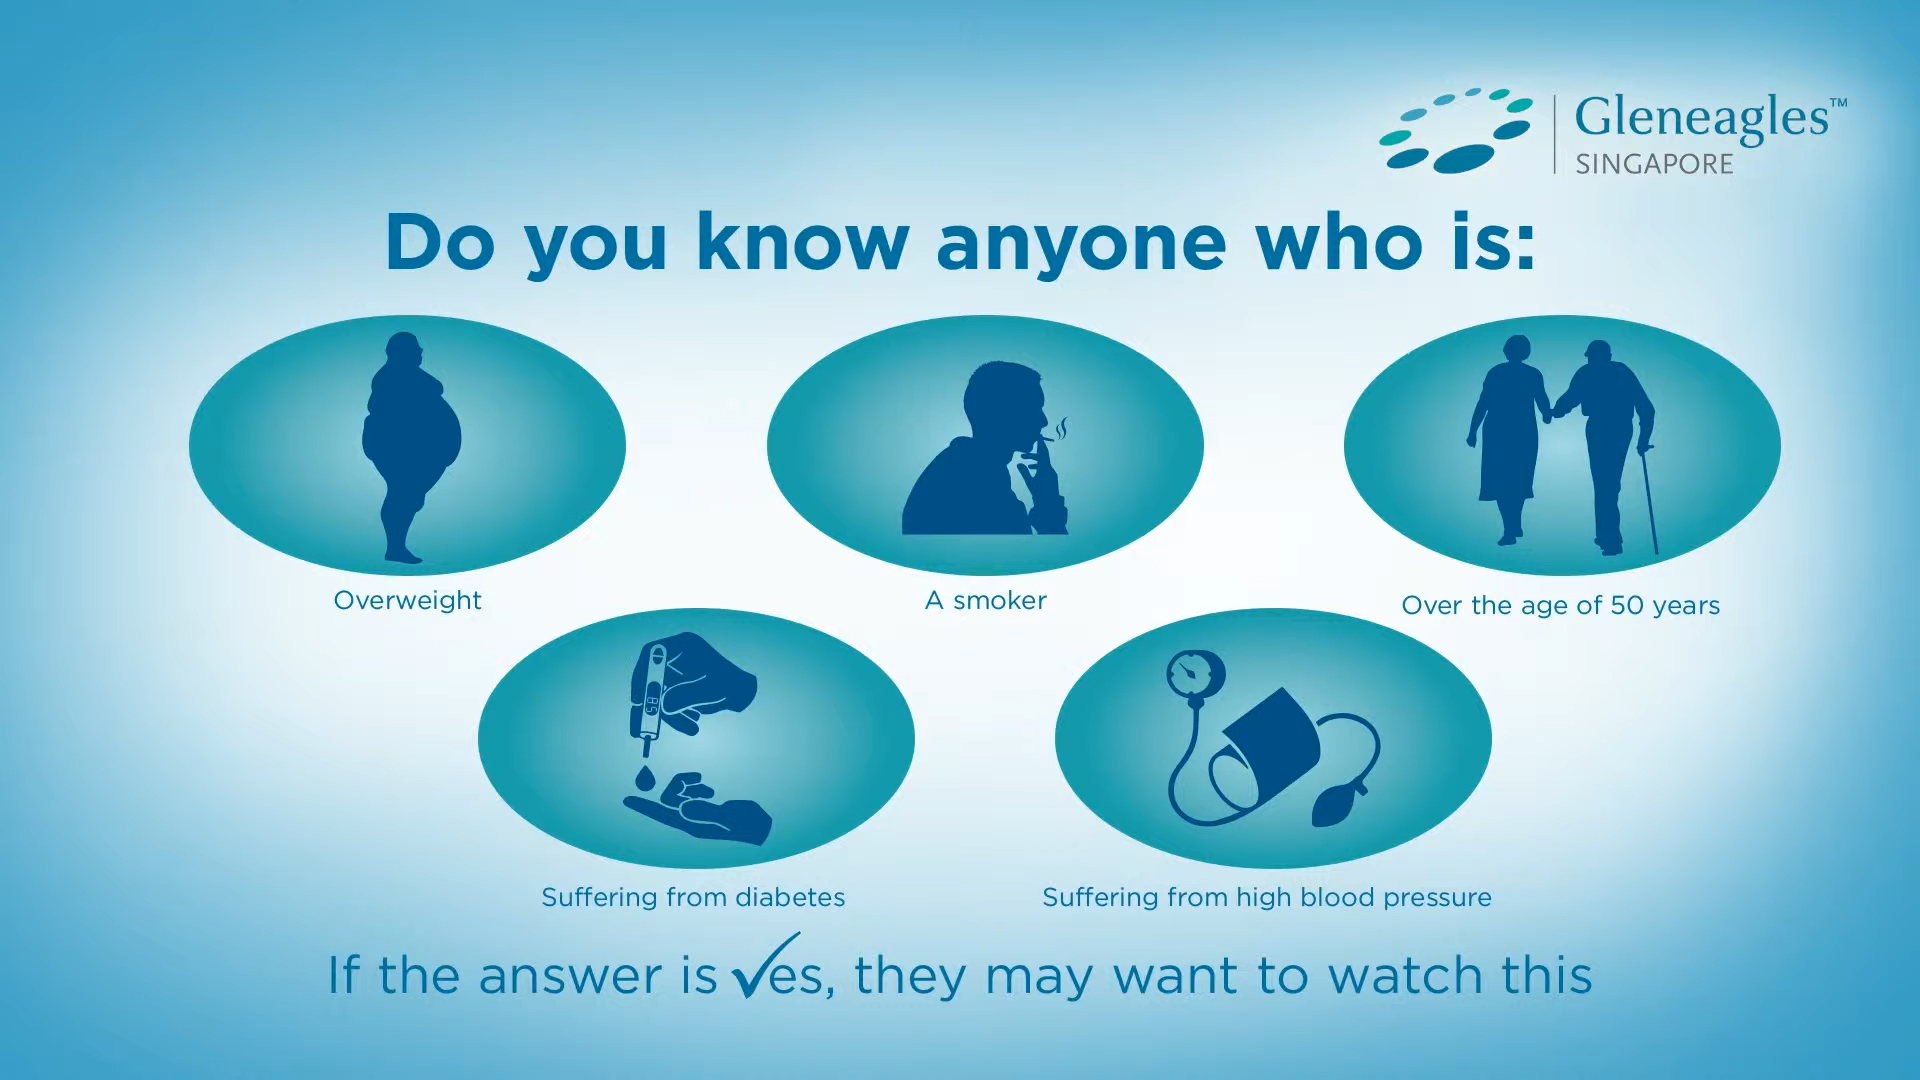 Gleneagles™
SINGAPORE
Do you know anyone who is:
Overweight
A smoker
Over the age of 50 years
Suffering from diabetes
Suffering from high blood pressure
If the answer is yes, they may want to watch this